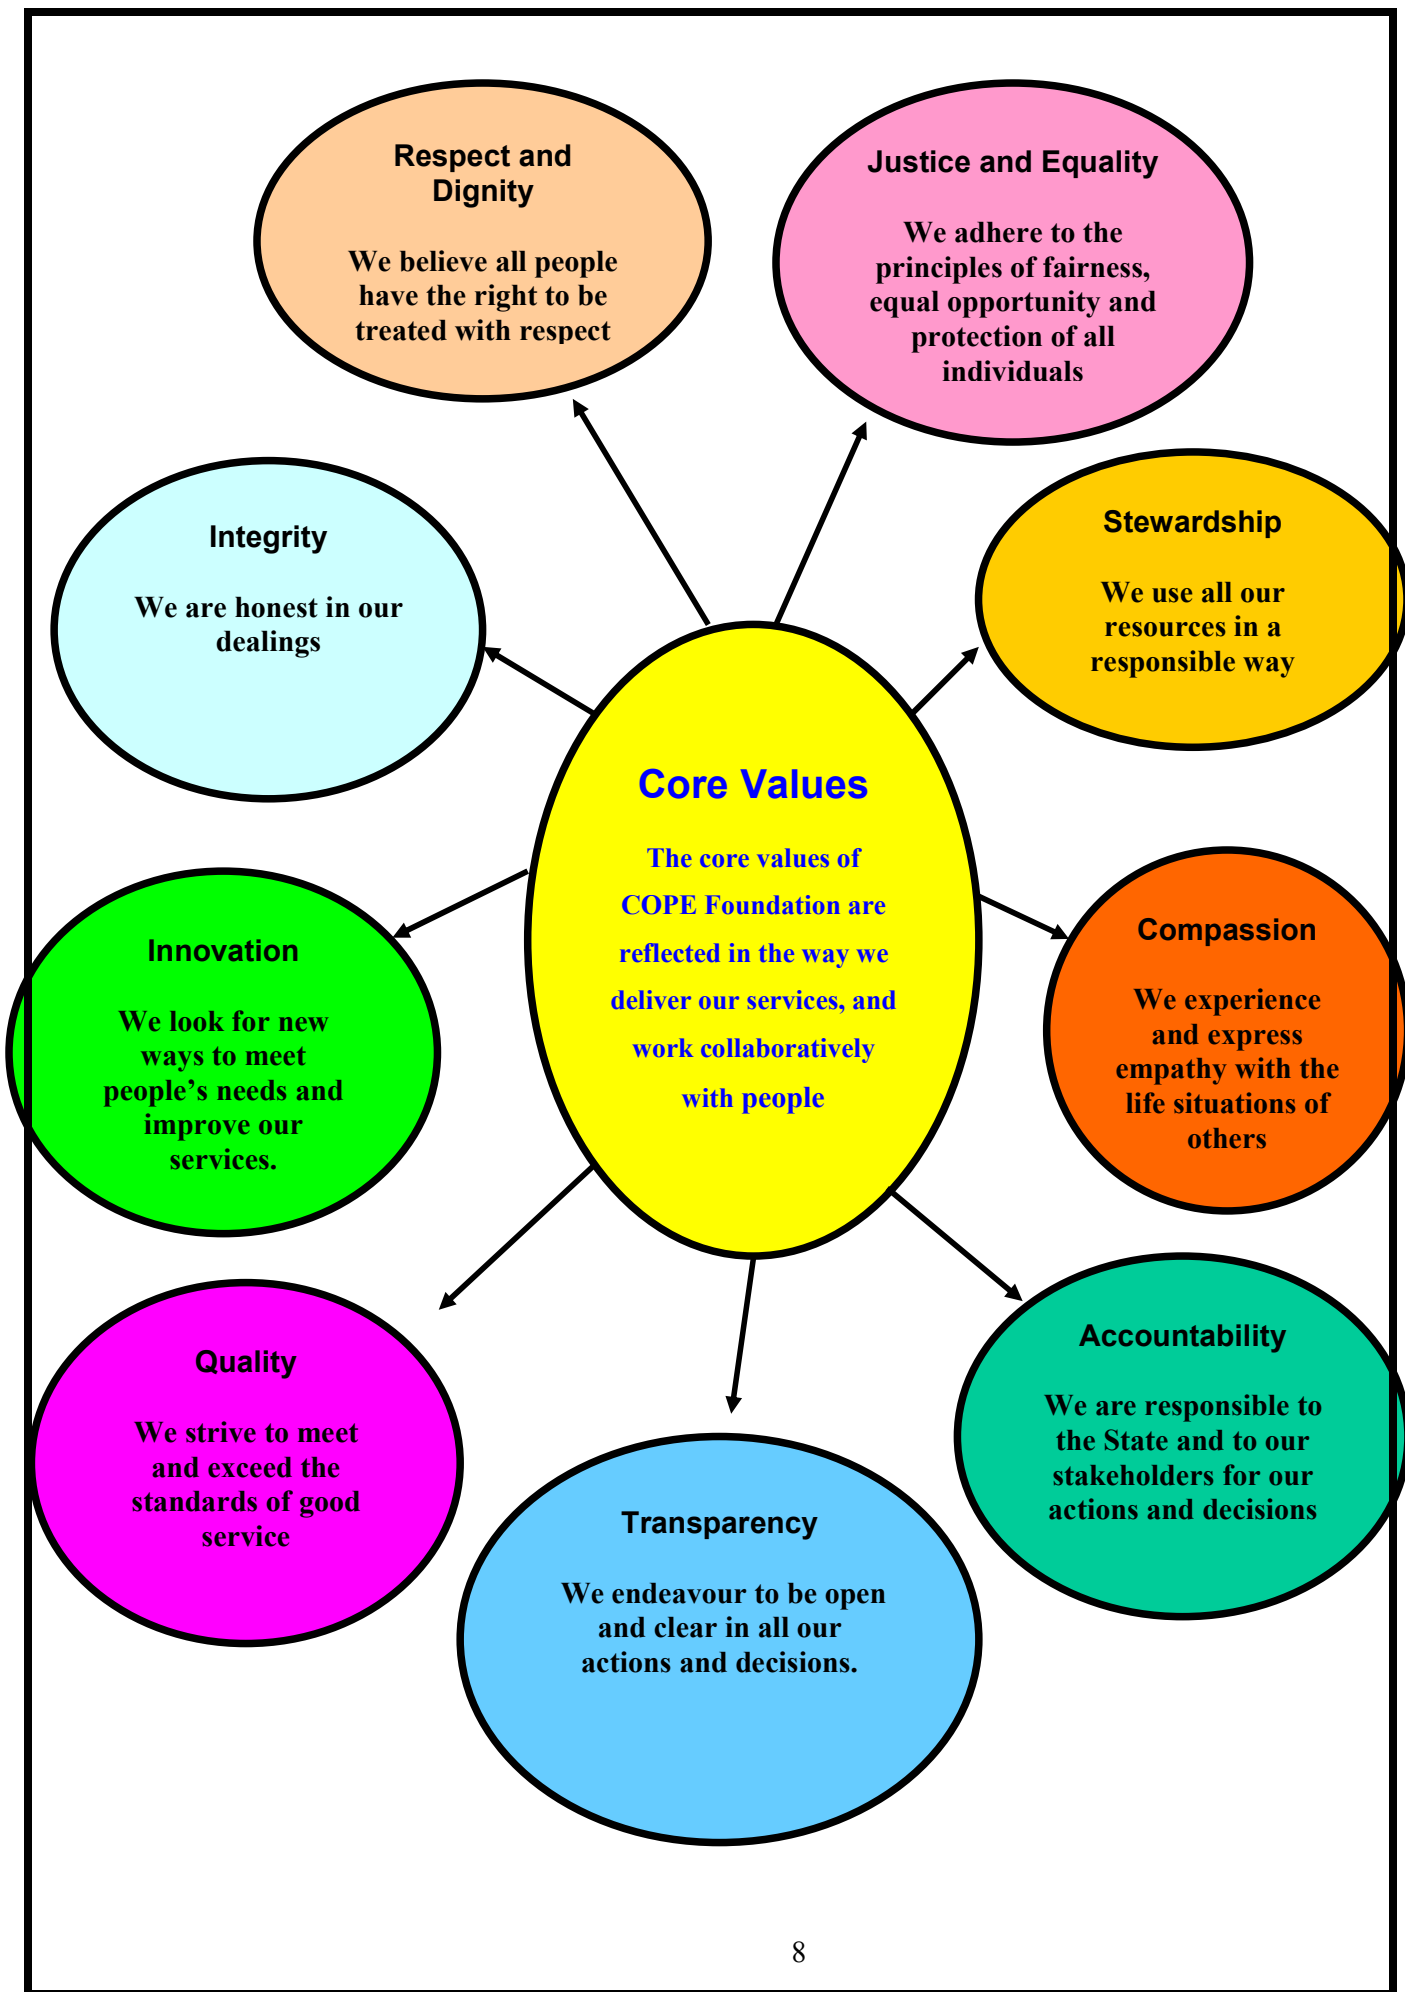 Respect and
Dignity
We believe all people
have the right to be
treated with respect
Justice and Equality
We adhere to the
principles of fairness,
equal opportunity and
protection of all
individuals
Integrity
We are honest in our
dealings
Stewardship
We use all our
resources in a
responsible way
Core Values
The core values of
COPE Foundation are
reflected in the way we
deliver our services, and
work collaboratively
with people
Innovation
We look for new
ways to meet
people’s needs and
improve our
services.
Compassion
We experience
and express
empathy with the
life situations of
others
Quality
We strive to meet
and exceed the
standards of good
service
Accountability
We are responsible to
the State and to our
stakeholders for our
actions and decisions
Transparency
We endeavour to be open
and clear in all our
actions and decisions.
8